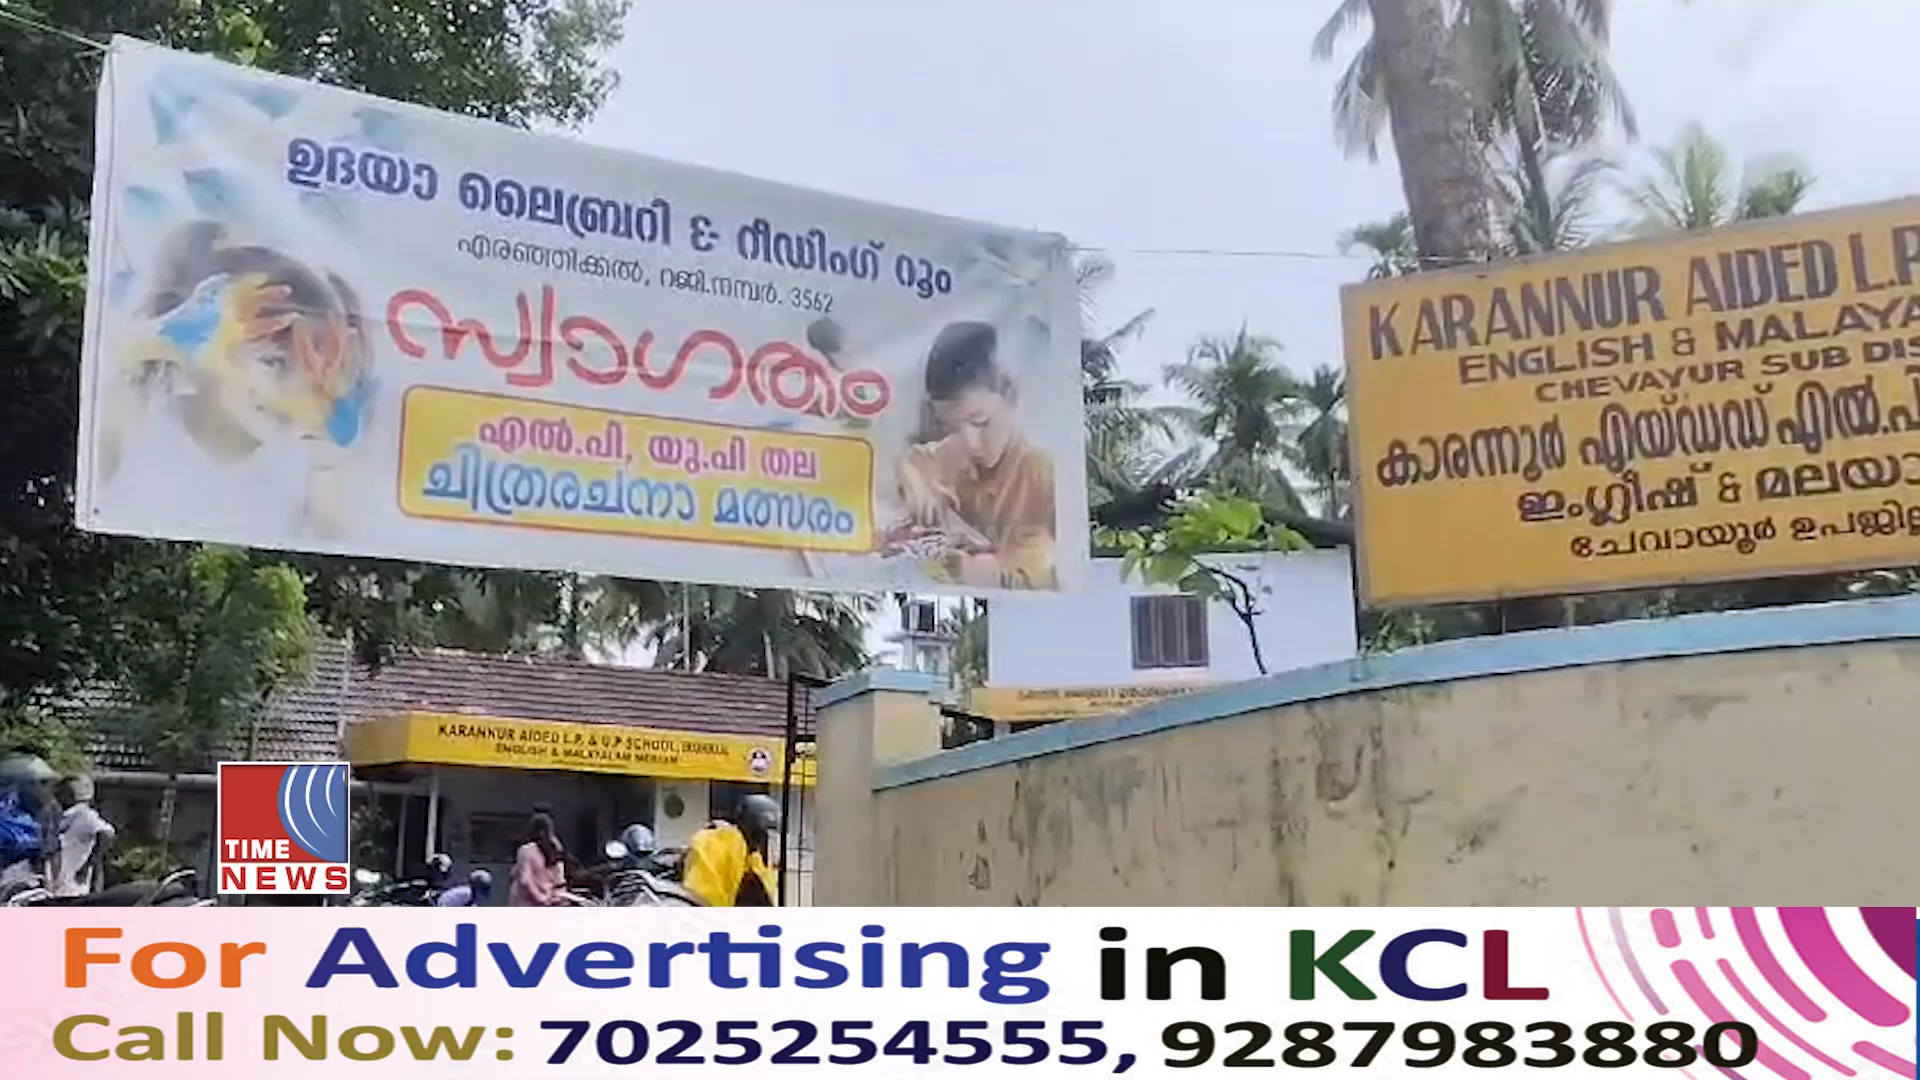 ഉദയാ ലൈബ്രറി & റീഡിംഗ് റൂം
എരഞ്ഞിക്കൽ, റജി.നമ്പർ. 3562
സ്വാഗതം
എൽ.പി, യു.പി തല
ചിത്രരചനാ മത്സരം
KARANNUR AIDED L.P
ENGLISH & MALAYA
CHEVAYUR SUB DIS
കാരന്നൂർ എയ്ഡഡ് എൽ.പി
ഇംഗ്ലീഷ് & മലയാ
ചേവായൂർ ഉപജില്ല
KARANNUR AIDED L.P. & U.P SCHOOL,
ENGLISH & MALAYALAM MEDIUM
TIME
NEWS
For Advertising in KCL
Call Now: 7025254555, 9287983880